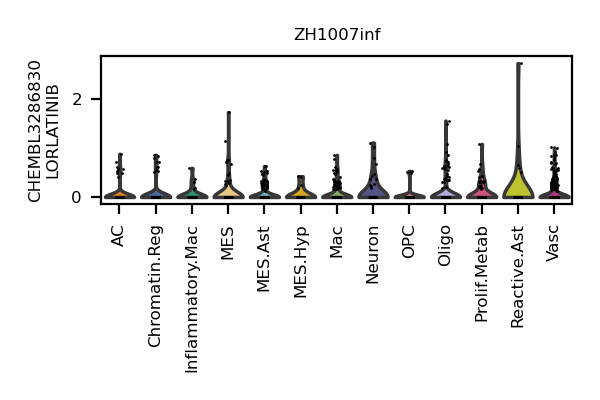 ZH1007inf
CHEMBL3286830
LORLATINIB
2
0
AC
Chromatin.Reg
Inflammatory.Mac
MES
MES.Ast
MES.Hyp
Mac
Neuron
OPC
Oligo
Prolif.Metab
Reactive.Ast
Vasc